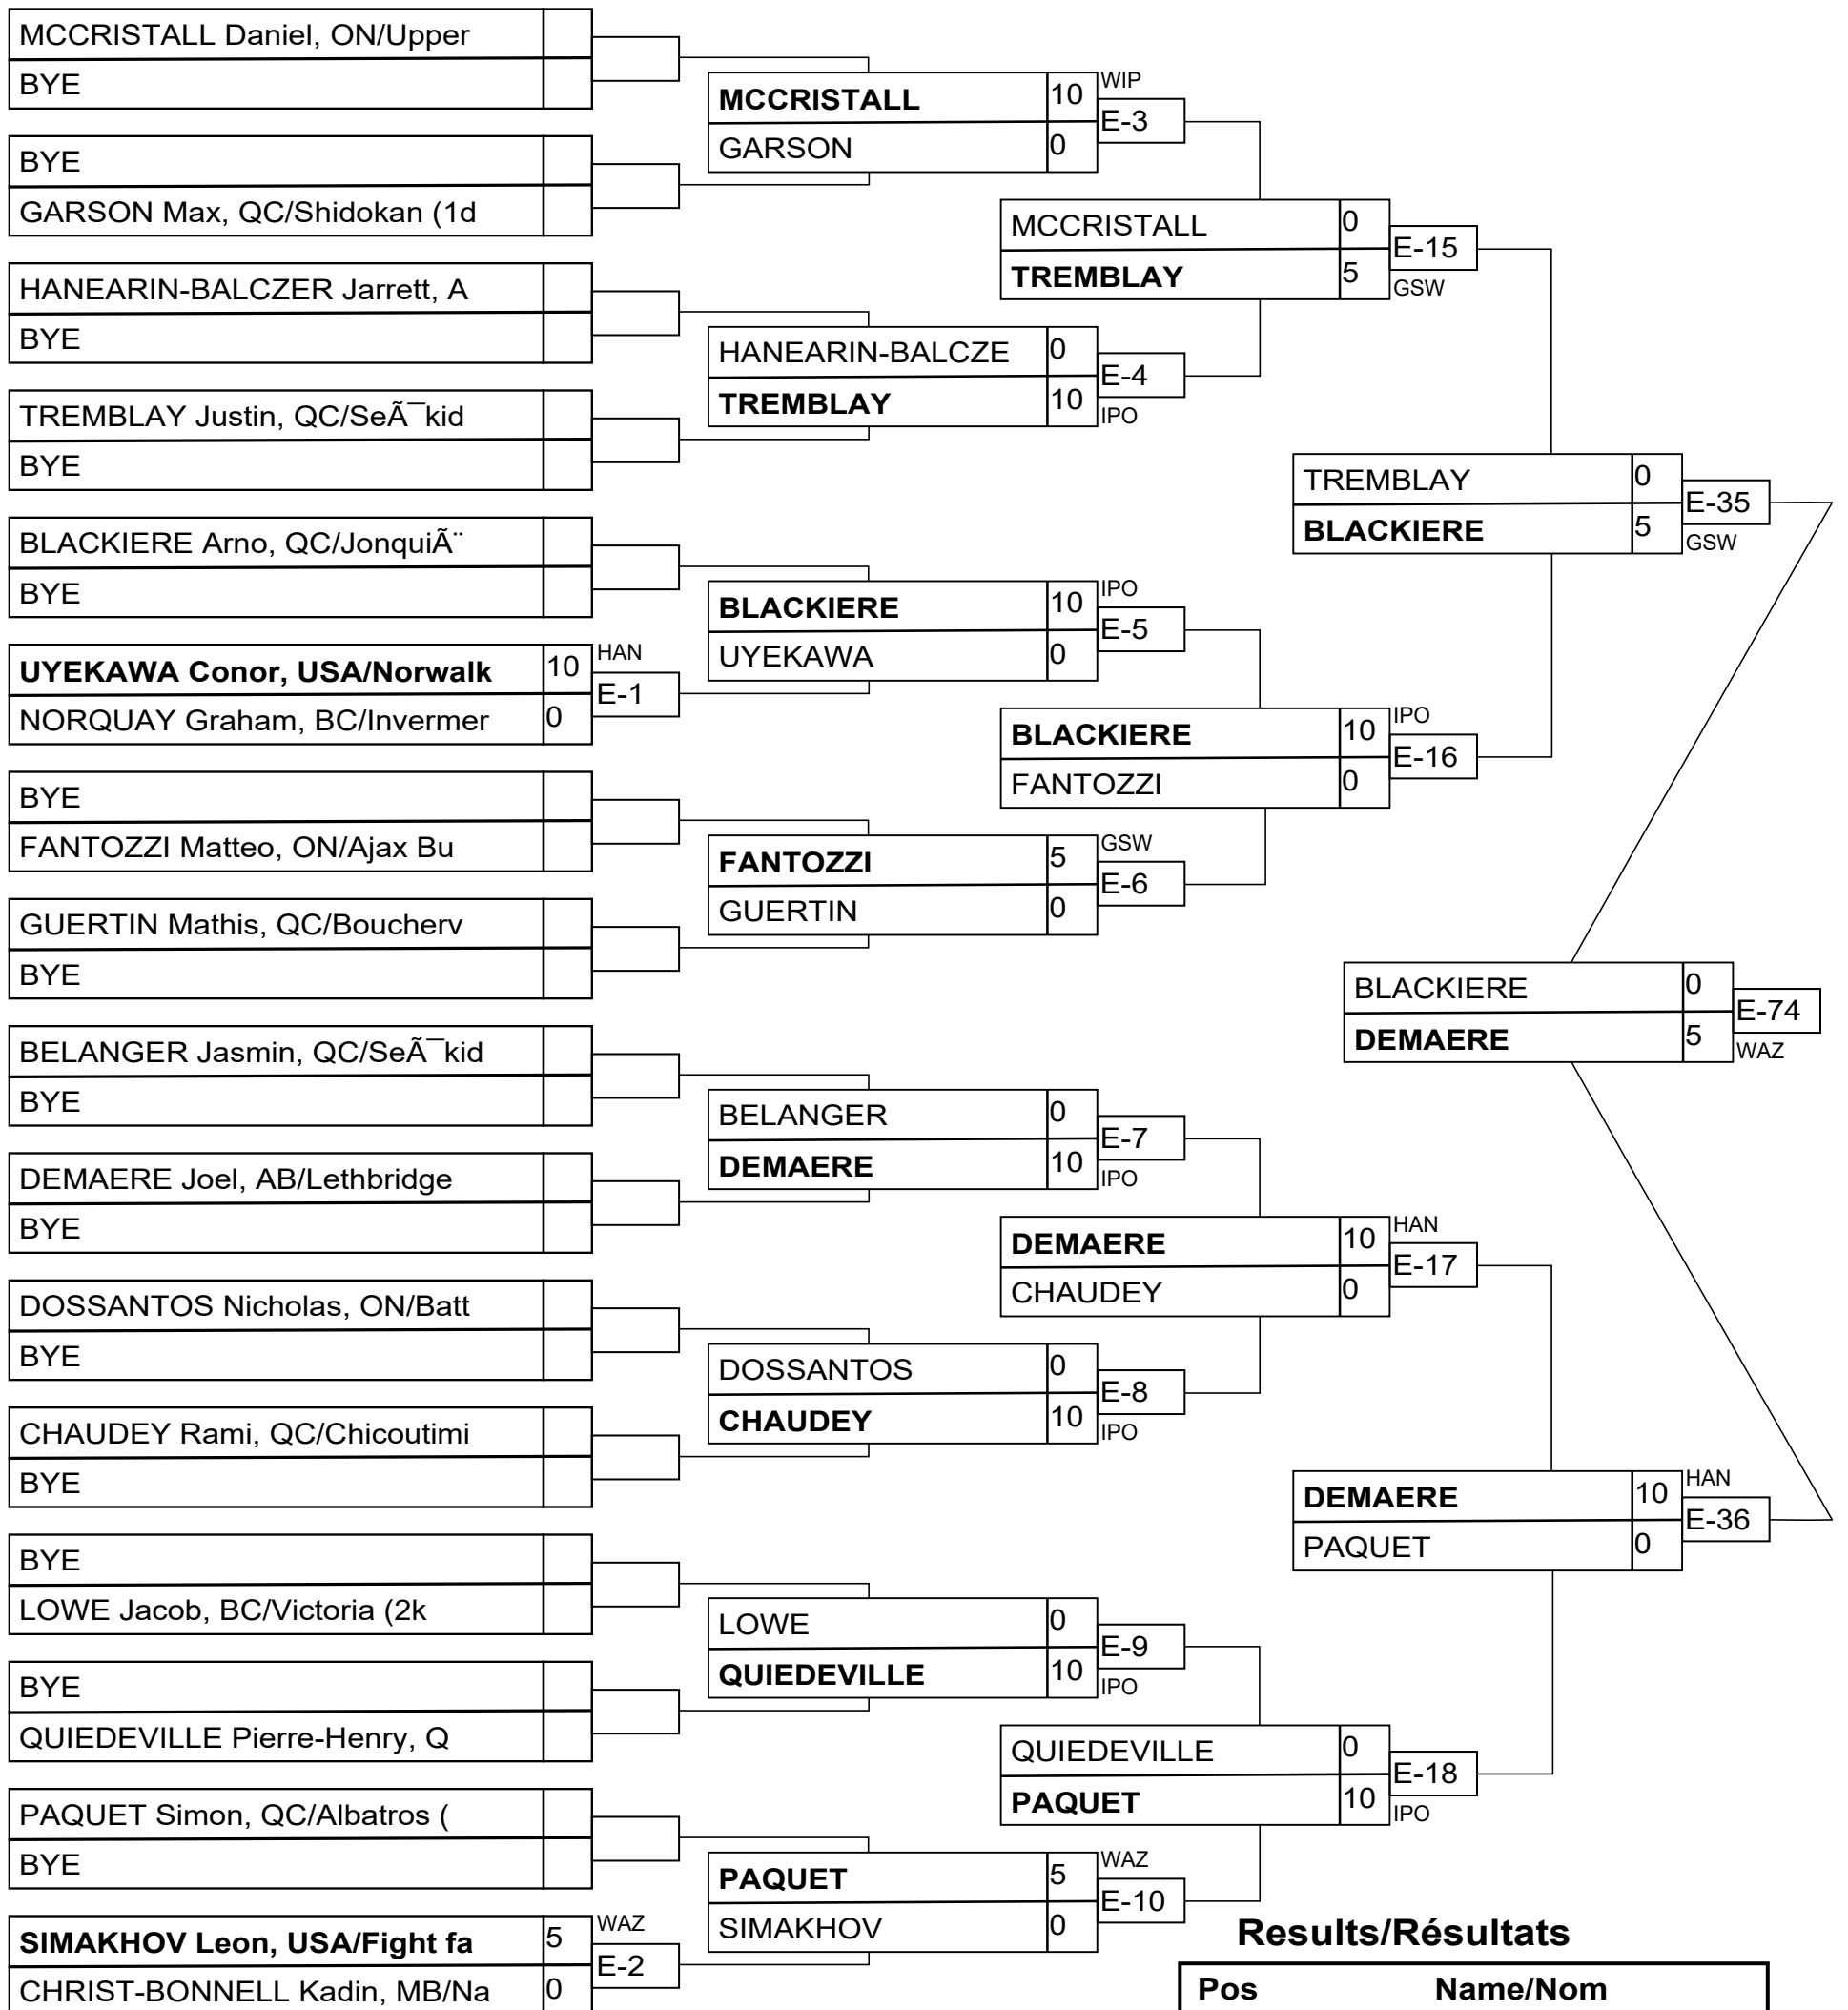 MCCRISTALL Daniel, ON/Upper
BYE
BYE
GARSON Max, QC/Shidokan (1d
HANEARIN-BALCZER Jarrett, A
BYE
TREMBLAY Justin, QC/SeÃ¯kid
BYE
BLACKIERE Arno, QC/JonquiÃ¨
BYE
UYEKAWA Conor, USA/Norwalk 10 HAN
E-1
NORQUAY Graham, BC/Invermer 0
BYE
FANTOZZI Matteo, ON/Ajax Bu
GUERTIN Mathis, QC/Boucherv
BYE
BELANGER Jasmin, QC/SeÃ¯kid
BYE
DEMAERE Joel, AB/Lethbridge
BYE
DOSSANTOS Nicholas, ON/Batt
BYE
CHAUDEY Rami, QC/Chicoutimi
BYE
BYE
LOWE Jacob, BC/Victoria (2k
BYE
QUIEDEVILLE Pierre-Henry, Q
PAQUET Simon, QC/Albatros (
BYE
SIMAKHOV Leon, USA/Fight fa 5 WAZ
E-2
CHRIST-BONNELL Kadin, MB/Na 0
MCCRISTALL 10 WIP
E-3
GARSON 0
HANEARIN-BALCZE 0
E-4
TREMBLAY 10 IPO
BLACKIERE 10 IPO
E-5
UYEKAWA 0
FANTOZZI 5 GSW
E-6
GUERTIN 0
BELANGER 0
E-7
DEMAERE 10 IPO
DOSSANTOS 0
E-8
CHAUDEY 10 IPO
LOWE 0
E-9
QUIEDEVILLE 10 IPO
PAQUET 5 WAZ
E-10
SIMAKHOV 0
MCCRISTALL 0
E-15
TREMBLAY 5 GSW
BLACKIERE 10 IPO
E-16
FANTOZZI 0
DEMAERE 10 HAN
E-17
CHAUDEY 0
QUIEDEVILLE 0
E-18
PAQUET 10 IPO
TREMBLAY 0
E-35
BLACKIERE 5 GSW
DEMAERE 10 HAN
E-36
PAQUET 0
BLACKIERE 0
E-74
DEMAERE 5 WAZ
Results/Résultats
Pos Name/Nom